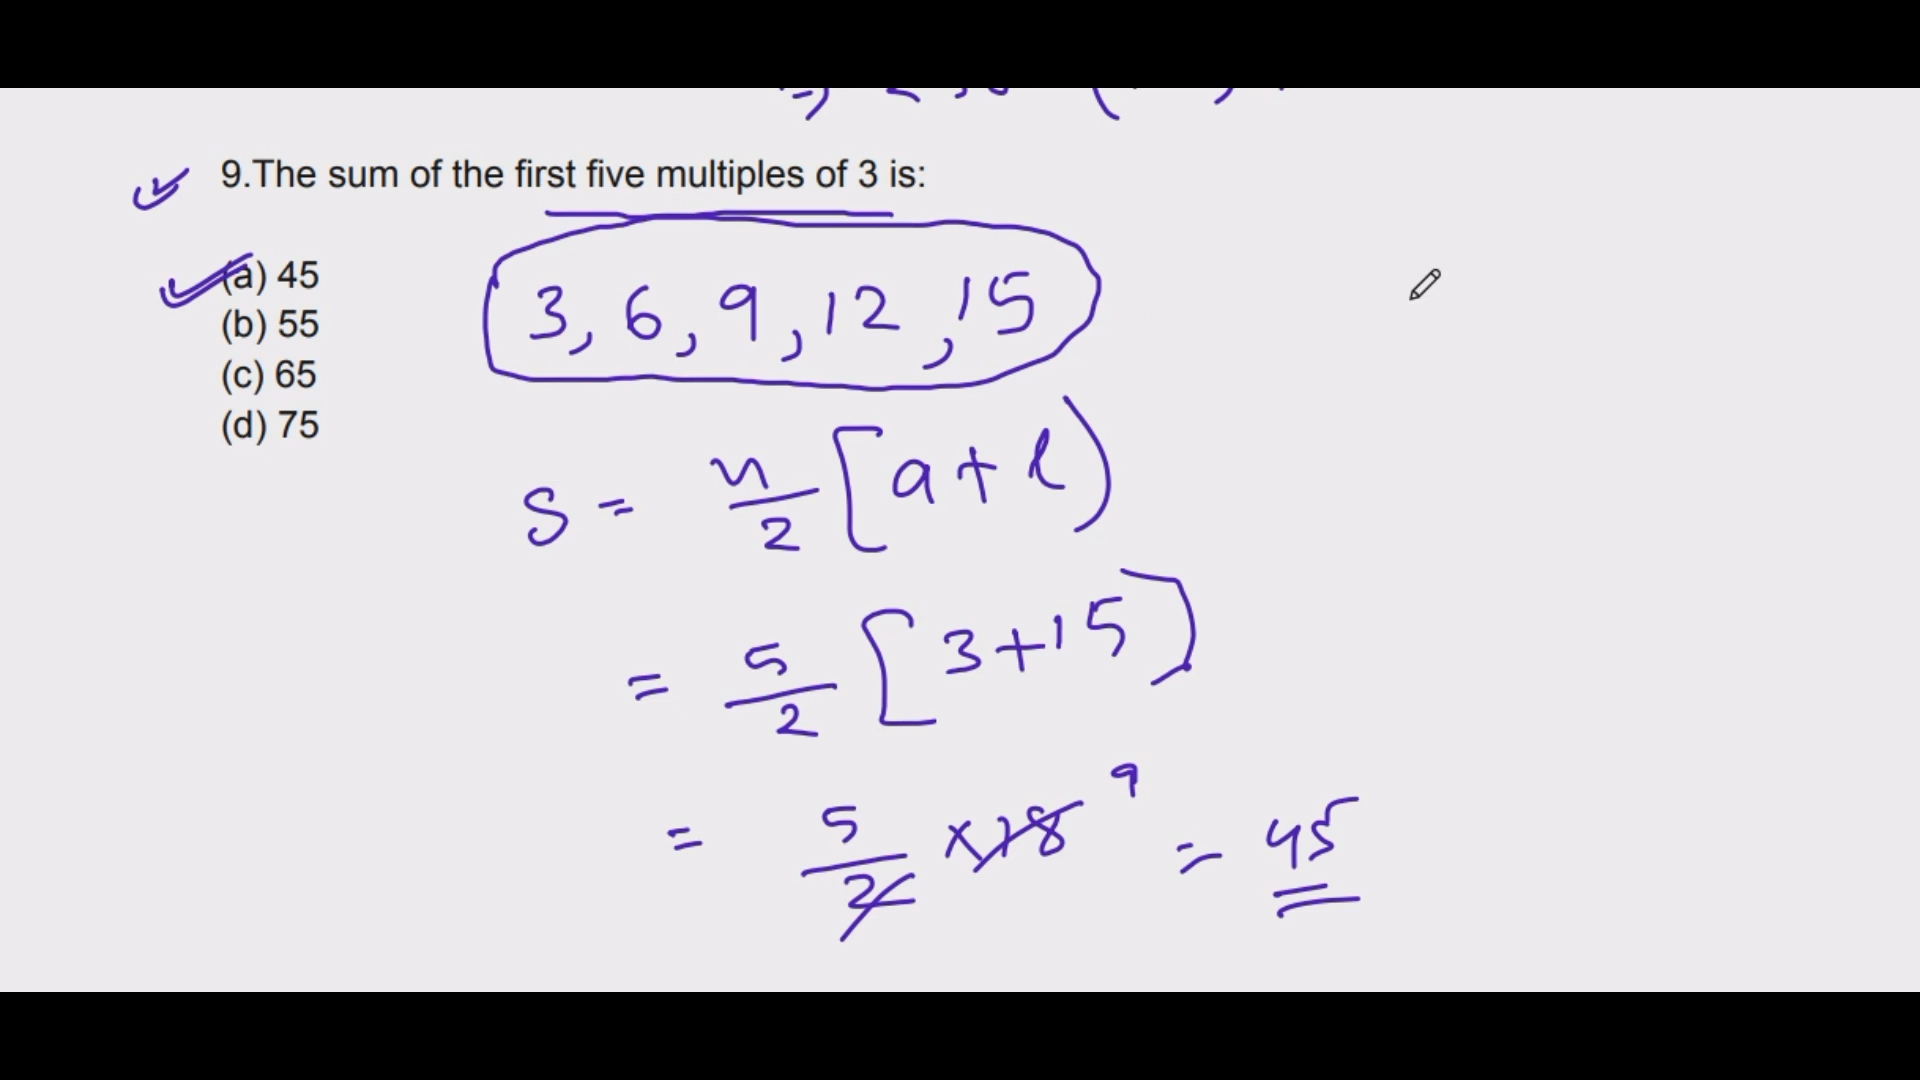 9.The sum of the first five multiples of 3 is:
(a) 45
(b) 55
(c) 65
(d) 75
3, 6, 9, 12, 15
S = n/2 [a+l)
= 5/2 [3+15)
= 5/2 ×18 9 = 45